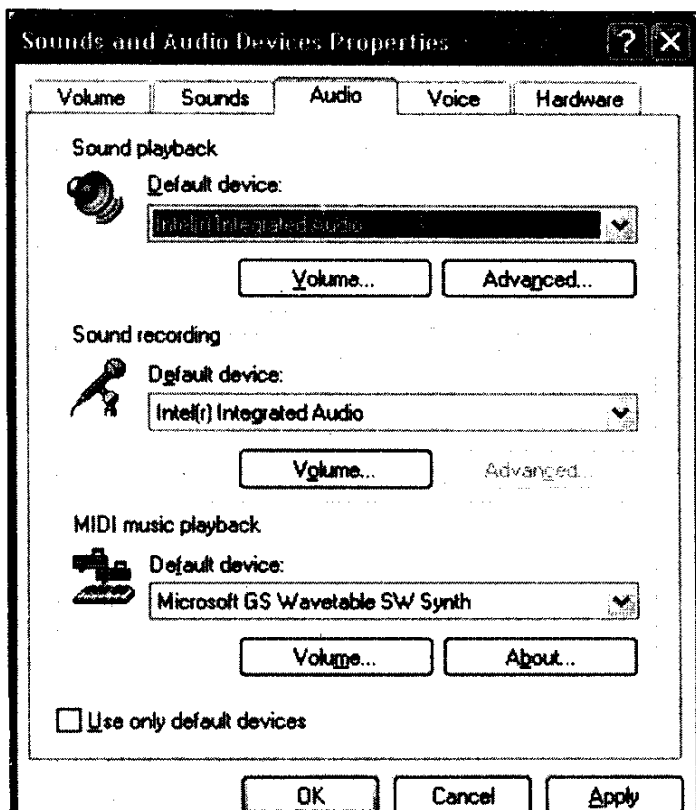 Sounds and Audio Devices Properties
Volume Sounds Audio Voice Hardware
Sound playback
Default device:
Intel(r) Integrated Audio
Volume... Advanced...
Sound recording
Default device:
Intel(r) Integrated Audio
Volume... Advanced...
MIDI music playback
Default device:
Microsoft GS Wavetable SW Synth
Volume... About...
Use only default devices
OK Cancel Apply